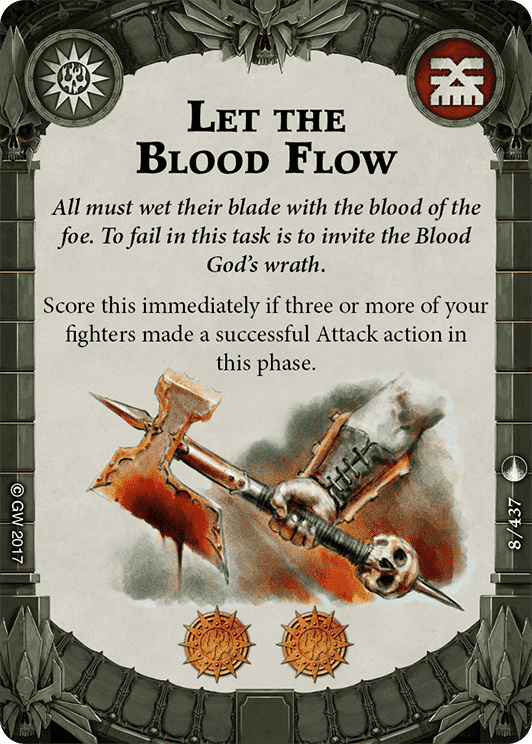 Let the
Blood Flow
All must wet their blade with the blood of the
foe. To fail in this task is to invite the Blood
God's wrath.
Score this immediately if three or more of your
fighters made a successful Attack action in
this phase.
© GW 2017
8/437